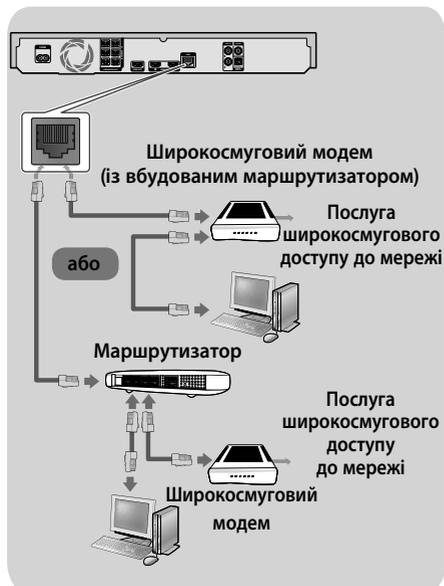 Широкосмуговий модем
(із вбудованим маршрутизатором)
Послуга
широкосмугового
доступу до мережі
або
Маршрутизатор
Послуга
широкосмугового
доступу
до мережі
Широкосмуговий
модем